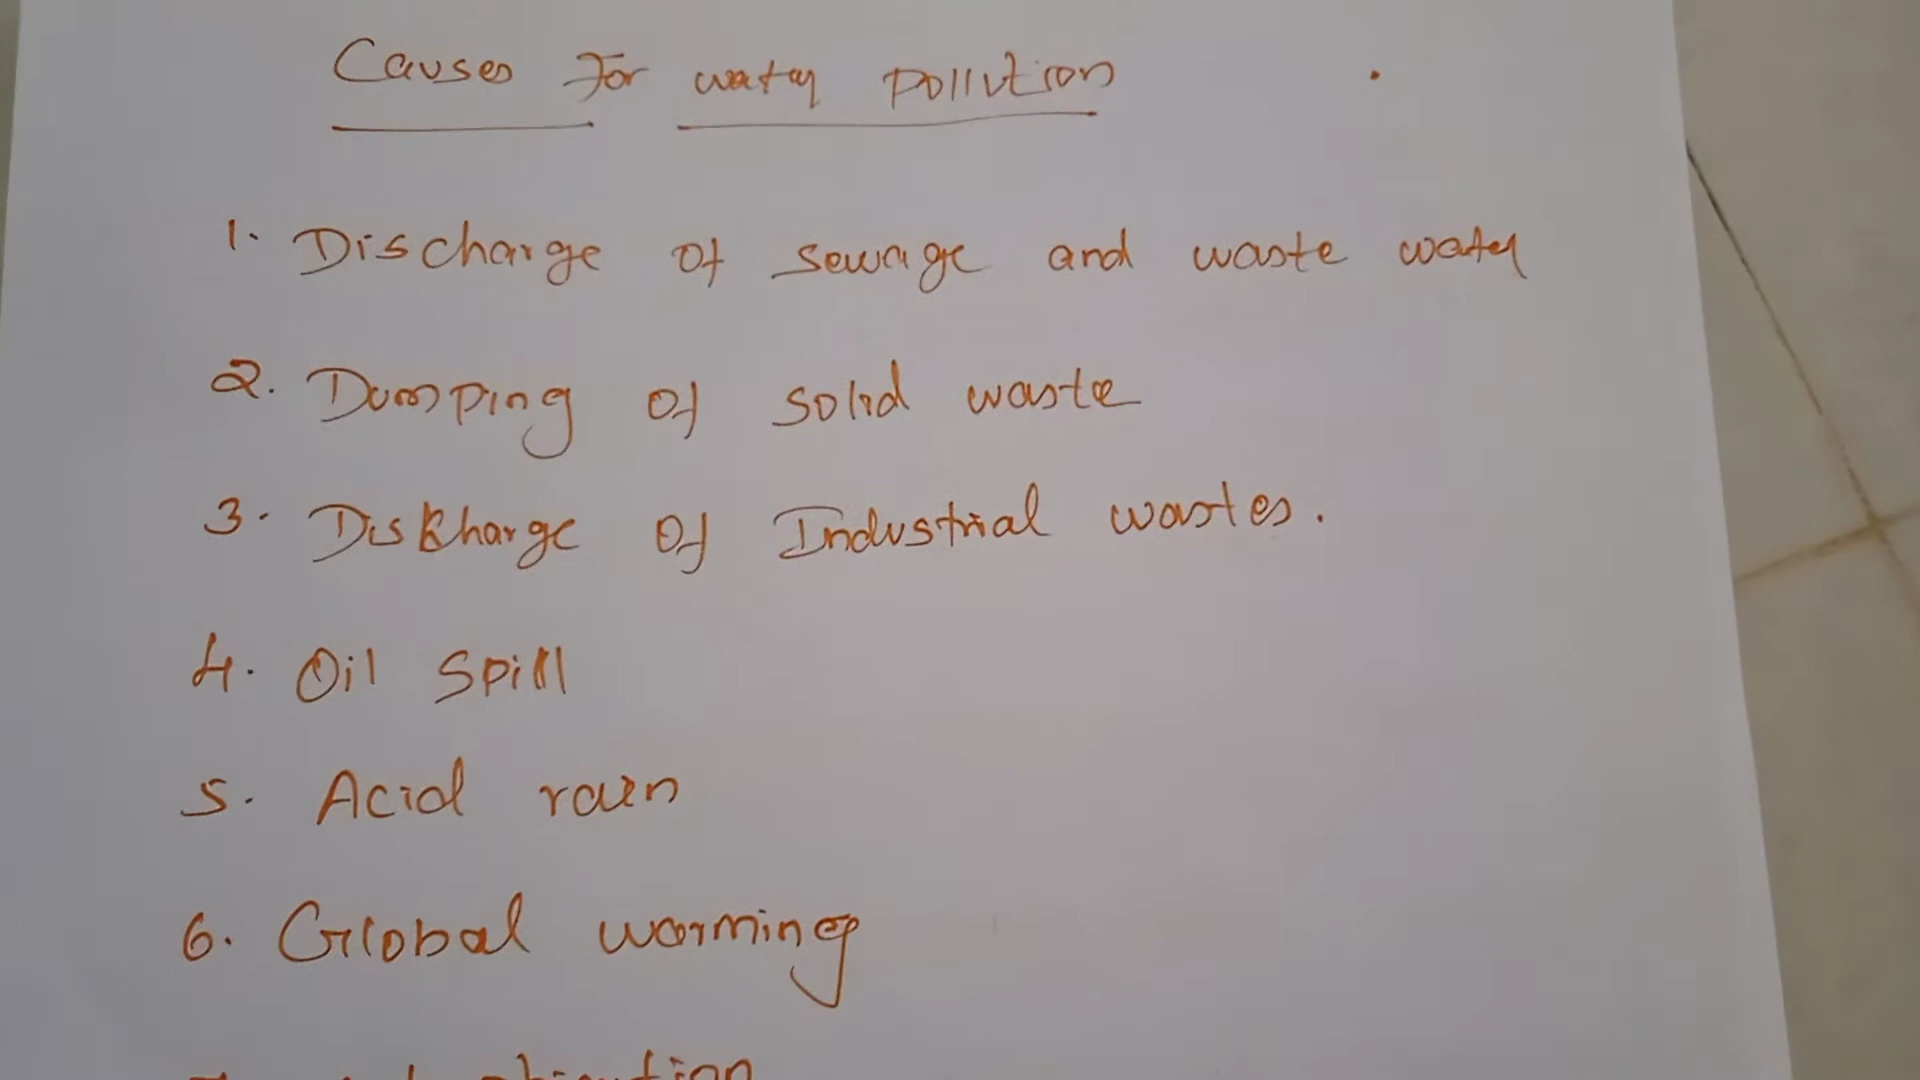 Causes For water pollution
1. Discharge of sewage and waste water
2. Dumping of solid waste
3. Discharge of Industrial wastes.
4. Oil Spill
5. Acid rain
6. Global warming